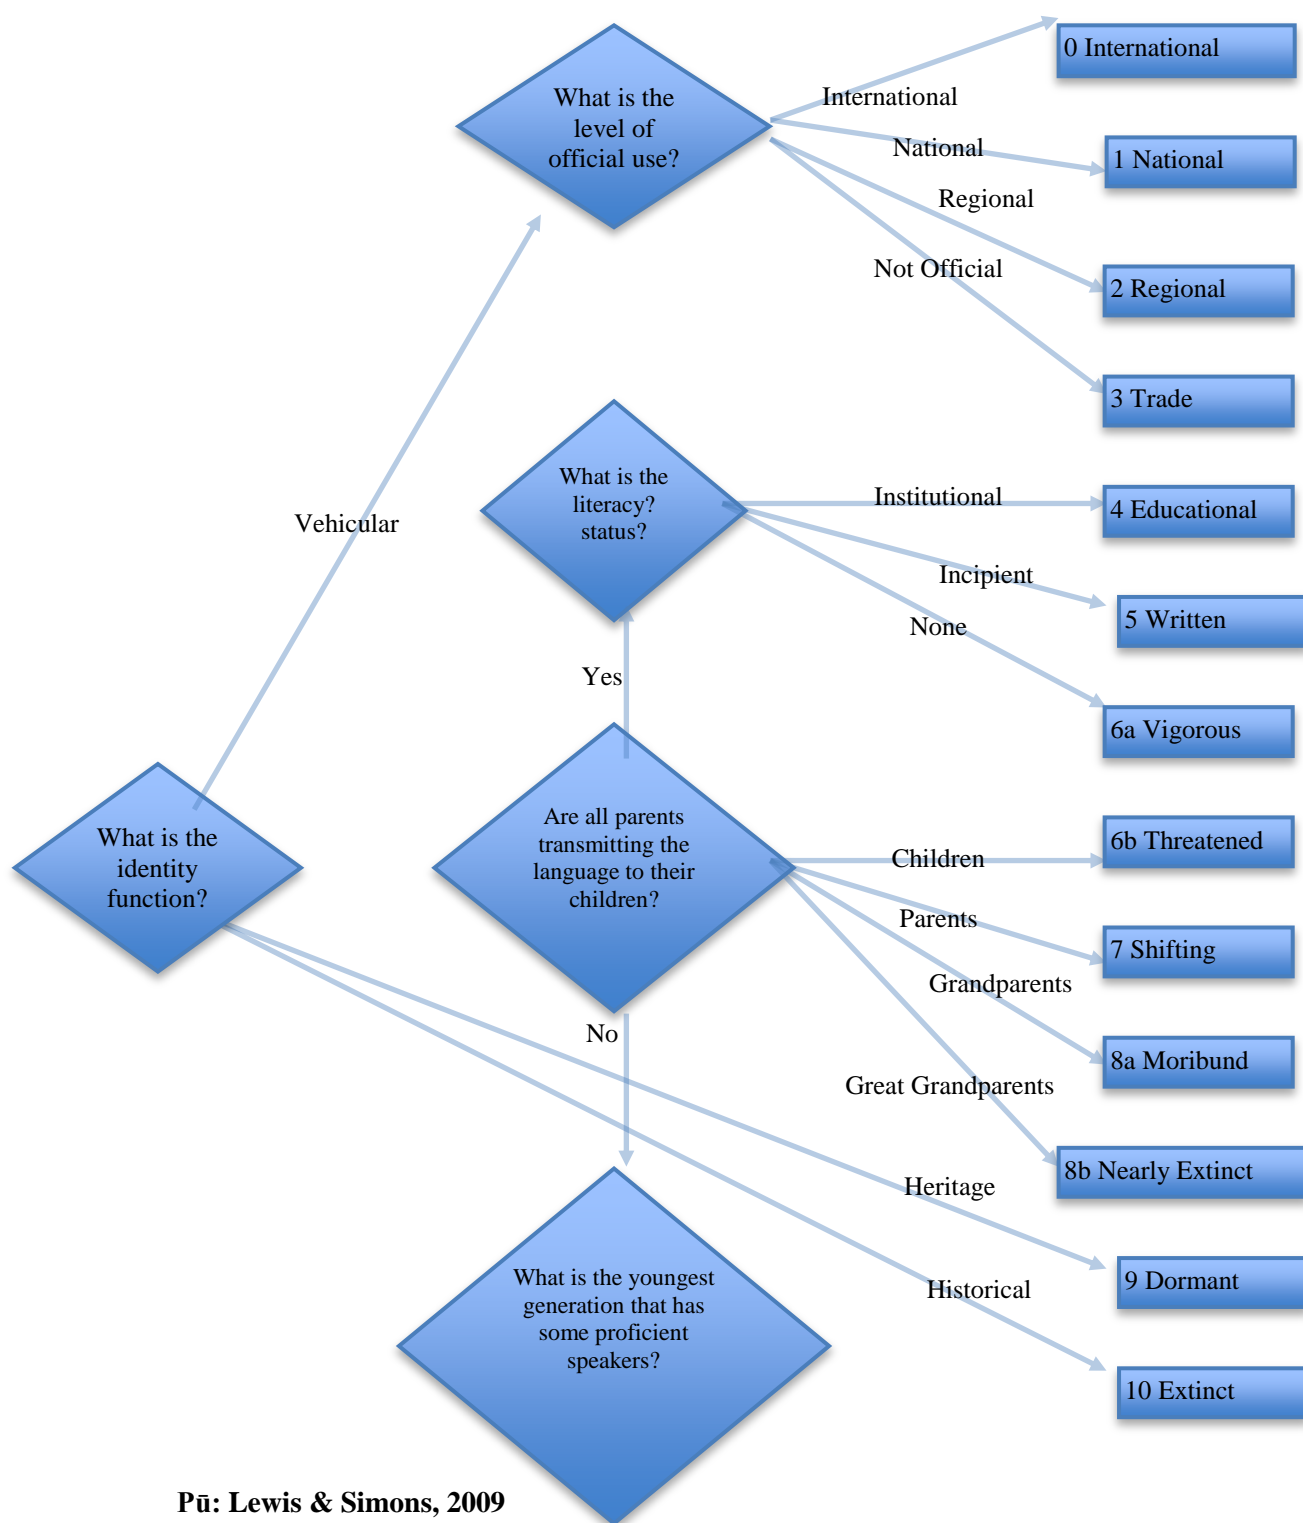 What is the
level of
official use?
International
National
Regional
Not Official
0 International
1 National
2 Regional
3 Trade
What is the
literacy?
status?
Institutional
Incipient
None
4 Educational
5 Written
6a Vigorous
Vehicular
Yes
What is the
identity
function?
Are all parents
transmitting the
language to their
children?
Children
Parents
Grandparents
Great Grandparents
6b Threatened
7 Shifting
8a Moribund
8b Nearly Extinct
No
Heritage
Historical
9 Dormant
10 Extinct
What is the youngest
generation that has
some proficient
speakers?
Pū: Lewis & Simons, 2009